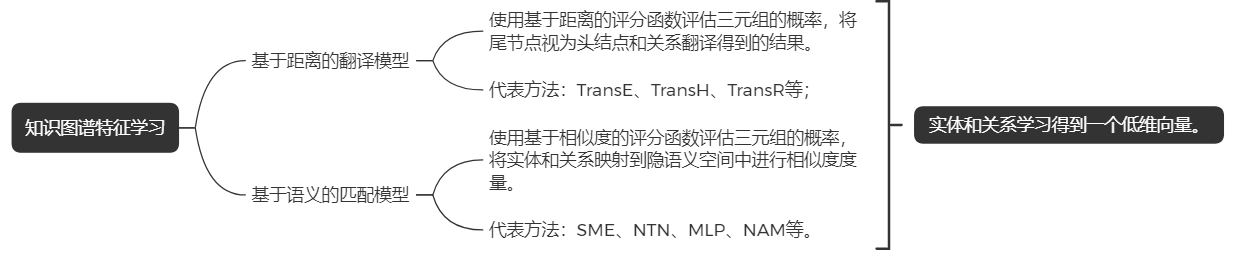 知识图谱特征学习
基于距离的翻译模型
使用基于距离的评分函数评估三元组的概率，将
尾节点视为头结点和关系翻译得到的结果。
代表方法：TransE、TransH、TransR等；
基于语义的匹配模型
使用基于相似度的评分函数评估三元组的概率，
将实体和关系映射到隐语义空间中进行相似度度
量。
代表方法：SME、NTN、MLP、NAM等。
实体和关系学习得到一个低维向量。